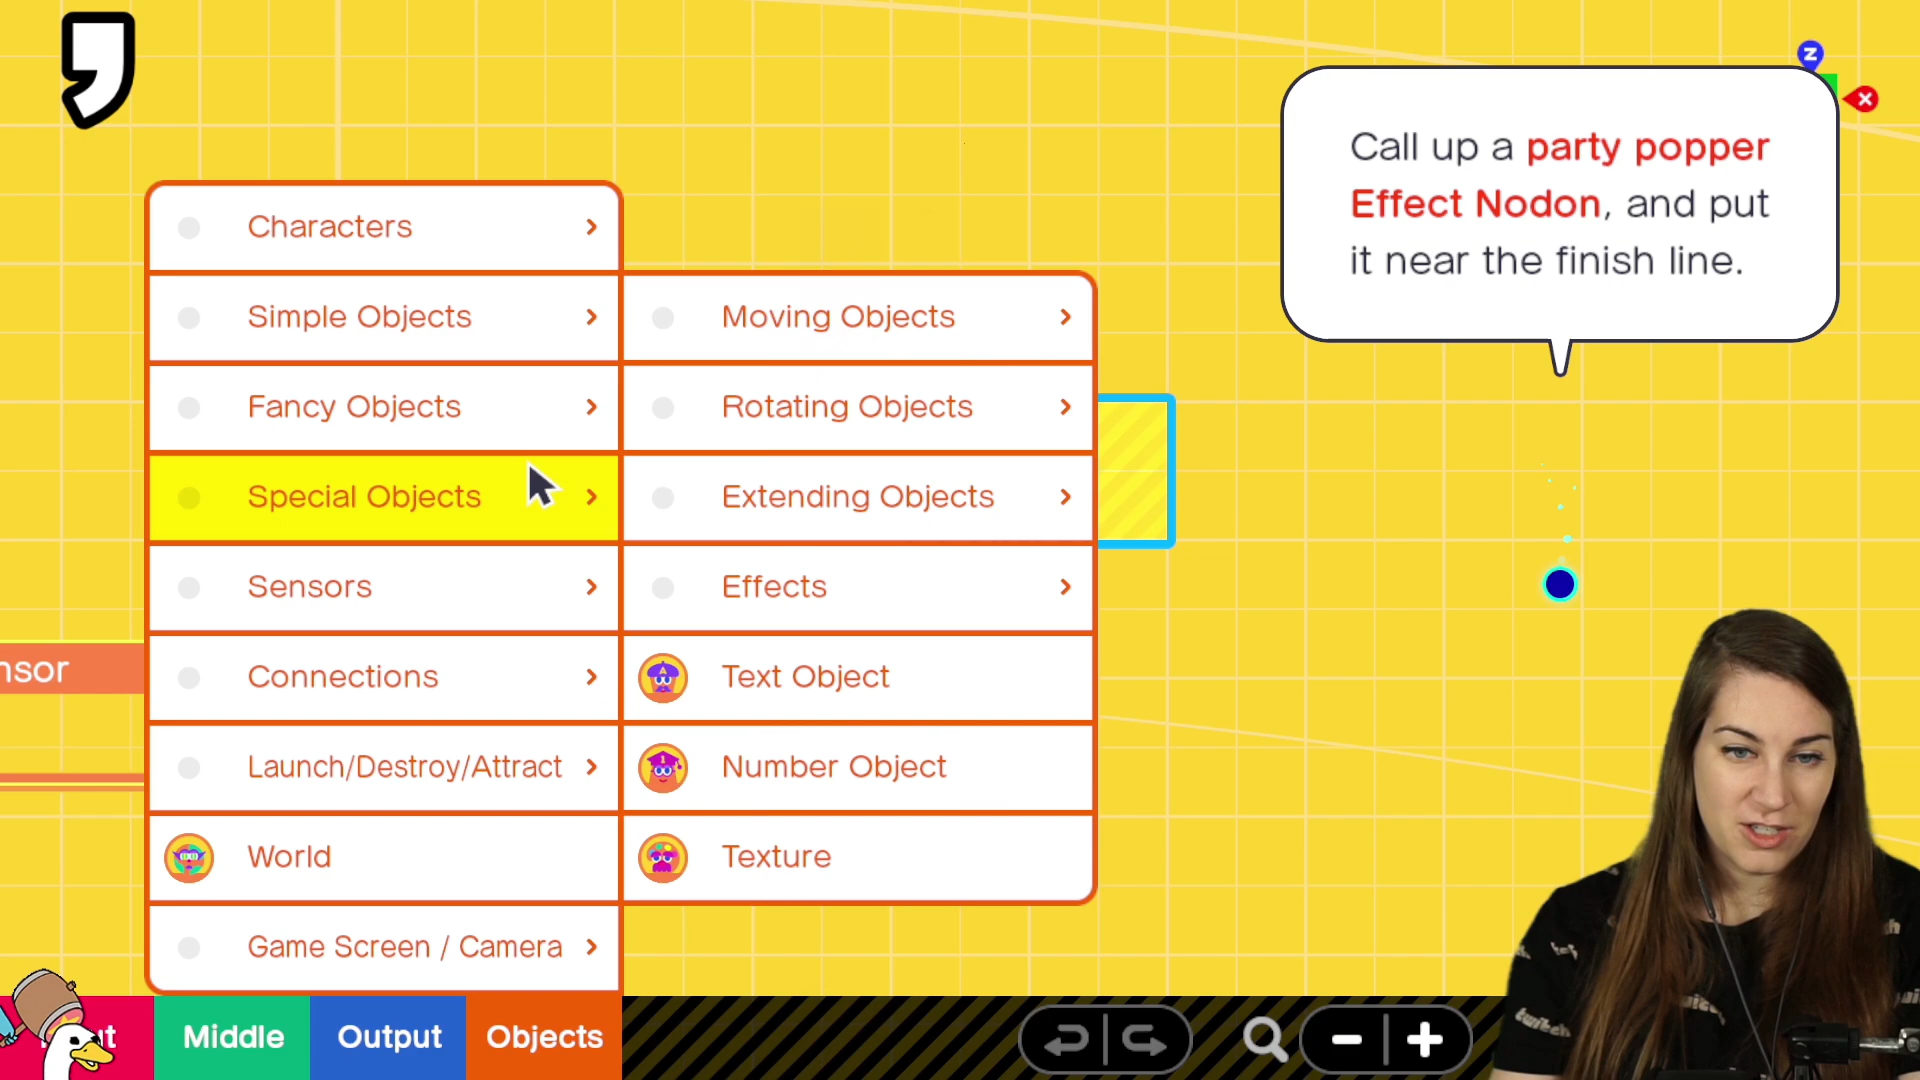 Z
X
Call up a party popper
Effect Nodon, and put
it near the finish line.
Characters
Simple Objects
Fancy Objects
Special Objects
Sensors
Connections
Launch/Destroy/Attract
World
Game Screen / Camera
Moving Objects
Rotating Objects
Extending Objects
Effects
Text Object
Number Object
Texture
nsor
Middle
Output
Objects
twitch